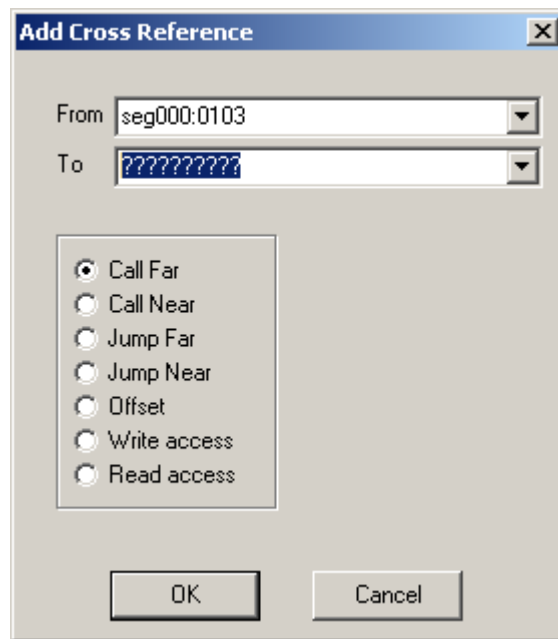 Add Cross Reference
From seg000:0103
To ??????????
Call Far
Call Near
Jump Far
Jump Near
Offset
Write access
Read access
OK Cancel